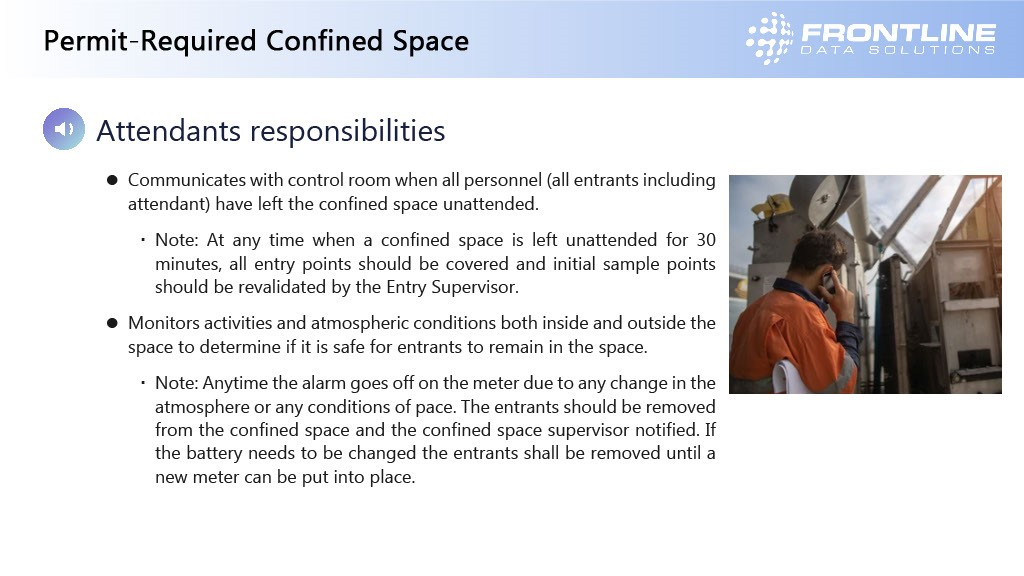 Permit-Required Confined Space
FRONTLINE
DATA SOLUTIONS
Attendants responsibilities
● Communicates with control room when all personnel (all entrants including
attendant) have left the confined space unattended.
· Note: At any time when a confined space is left unattended for 30
minutes, all entry points should be covered and initial sample points
should be revalidated by the Entry Supervisor.
● Monitors activities and atmospheric conditions both inside and outside the
space to determine if it is safe for entrants to remain in the space.
· Note: Anytime the alarm goes off on the meter due to any change in the
atmosphere or any conditions of pace. The entrants should be removed
from the confined space and the confined space supervisor notified. If
the battery needs to be changed the entrants shall be removed until a
new meter can be put into place.